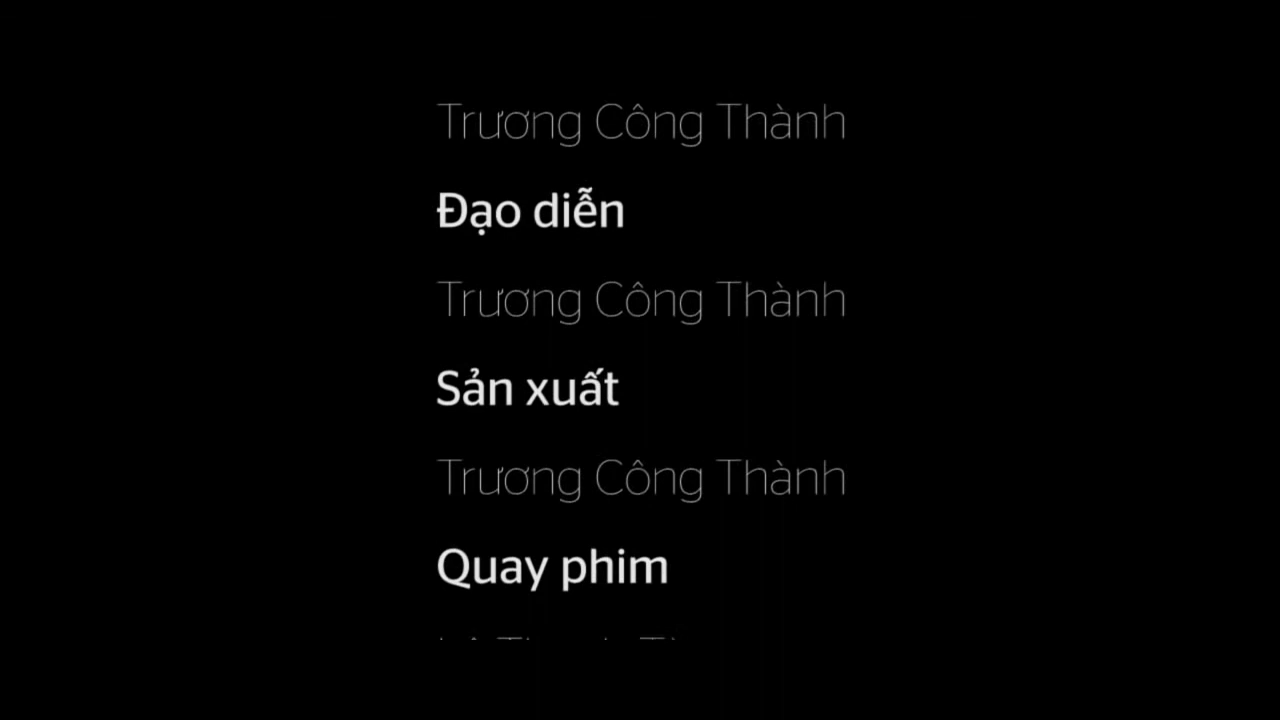 Trương Công Thành
Đạo diễn
Trương Công Thành
Sản xuất
Trương Công Thành
Quay phim